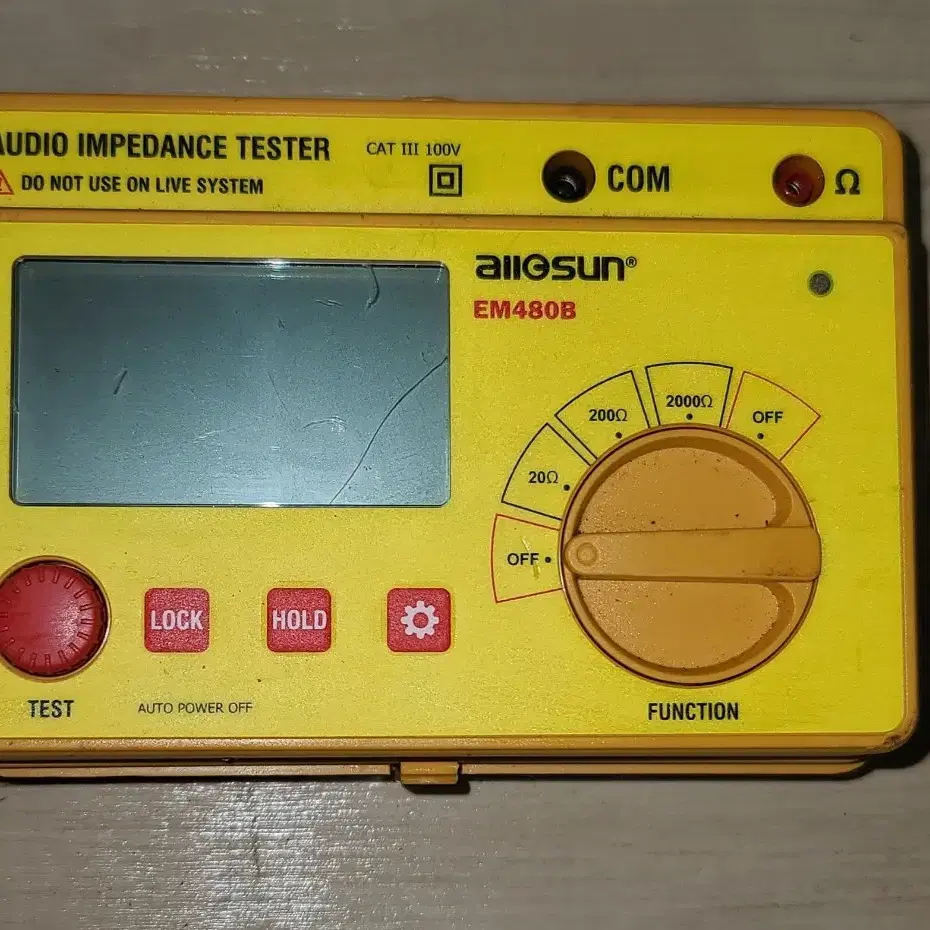 AUDIO IMPEDANCE TESTER
CAT III 100V
DO NOT USE ON LIVE SYSTEM
COM
Ω
allosun®
EM480B
OFF
20Ω
200Ω
2000Ω
OFF
LOCK
HOLD
TEST
AUTO POWER OFF
FUNCTION